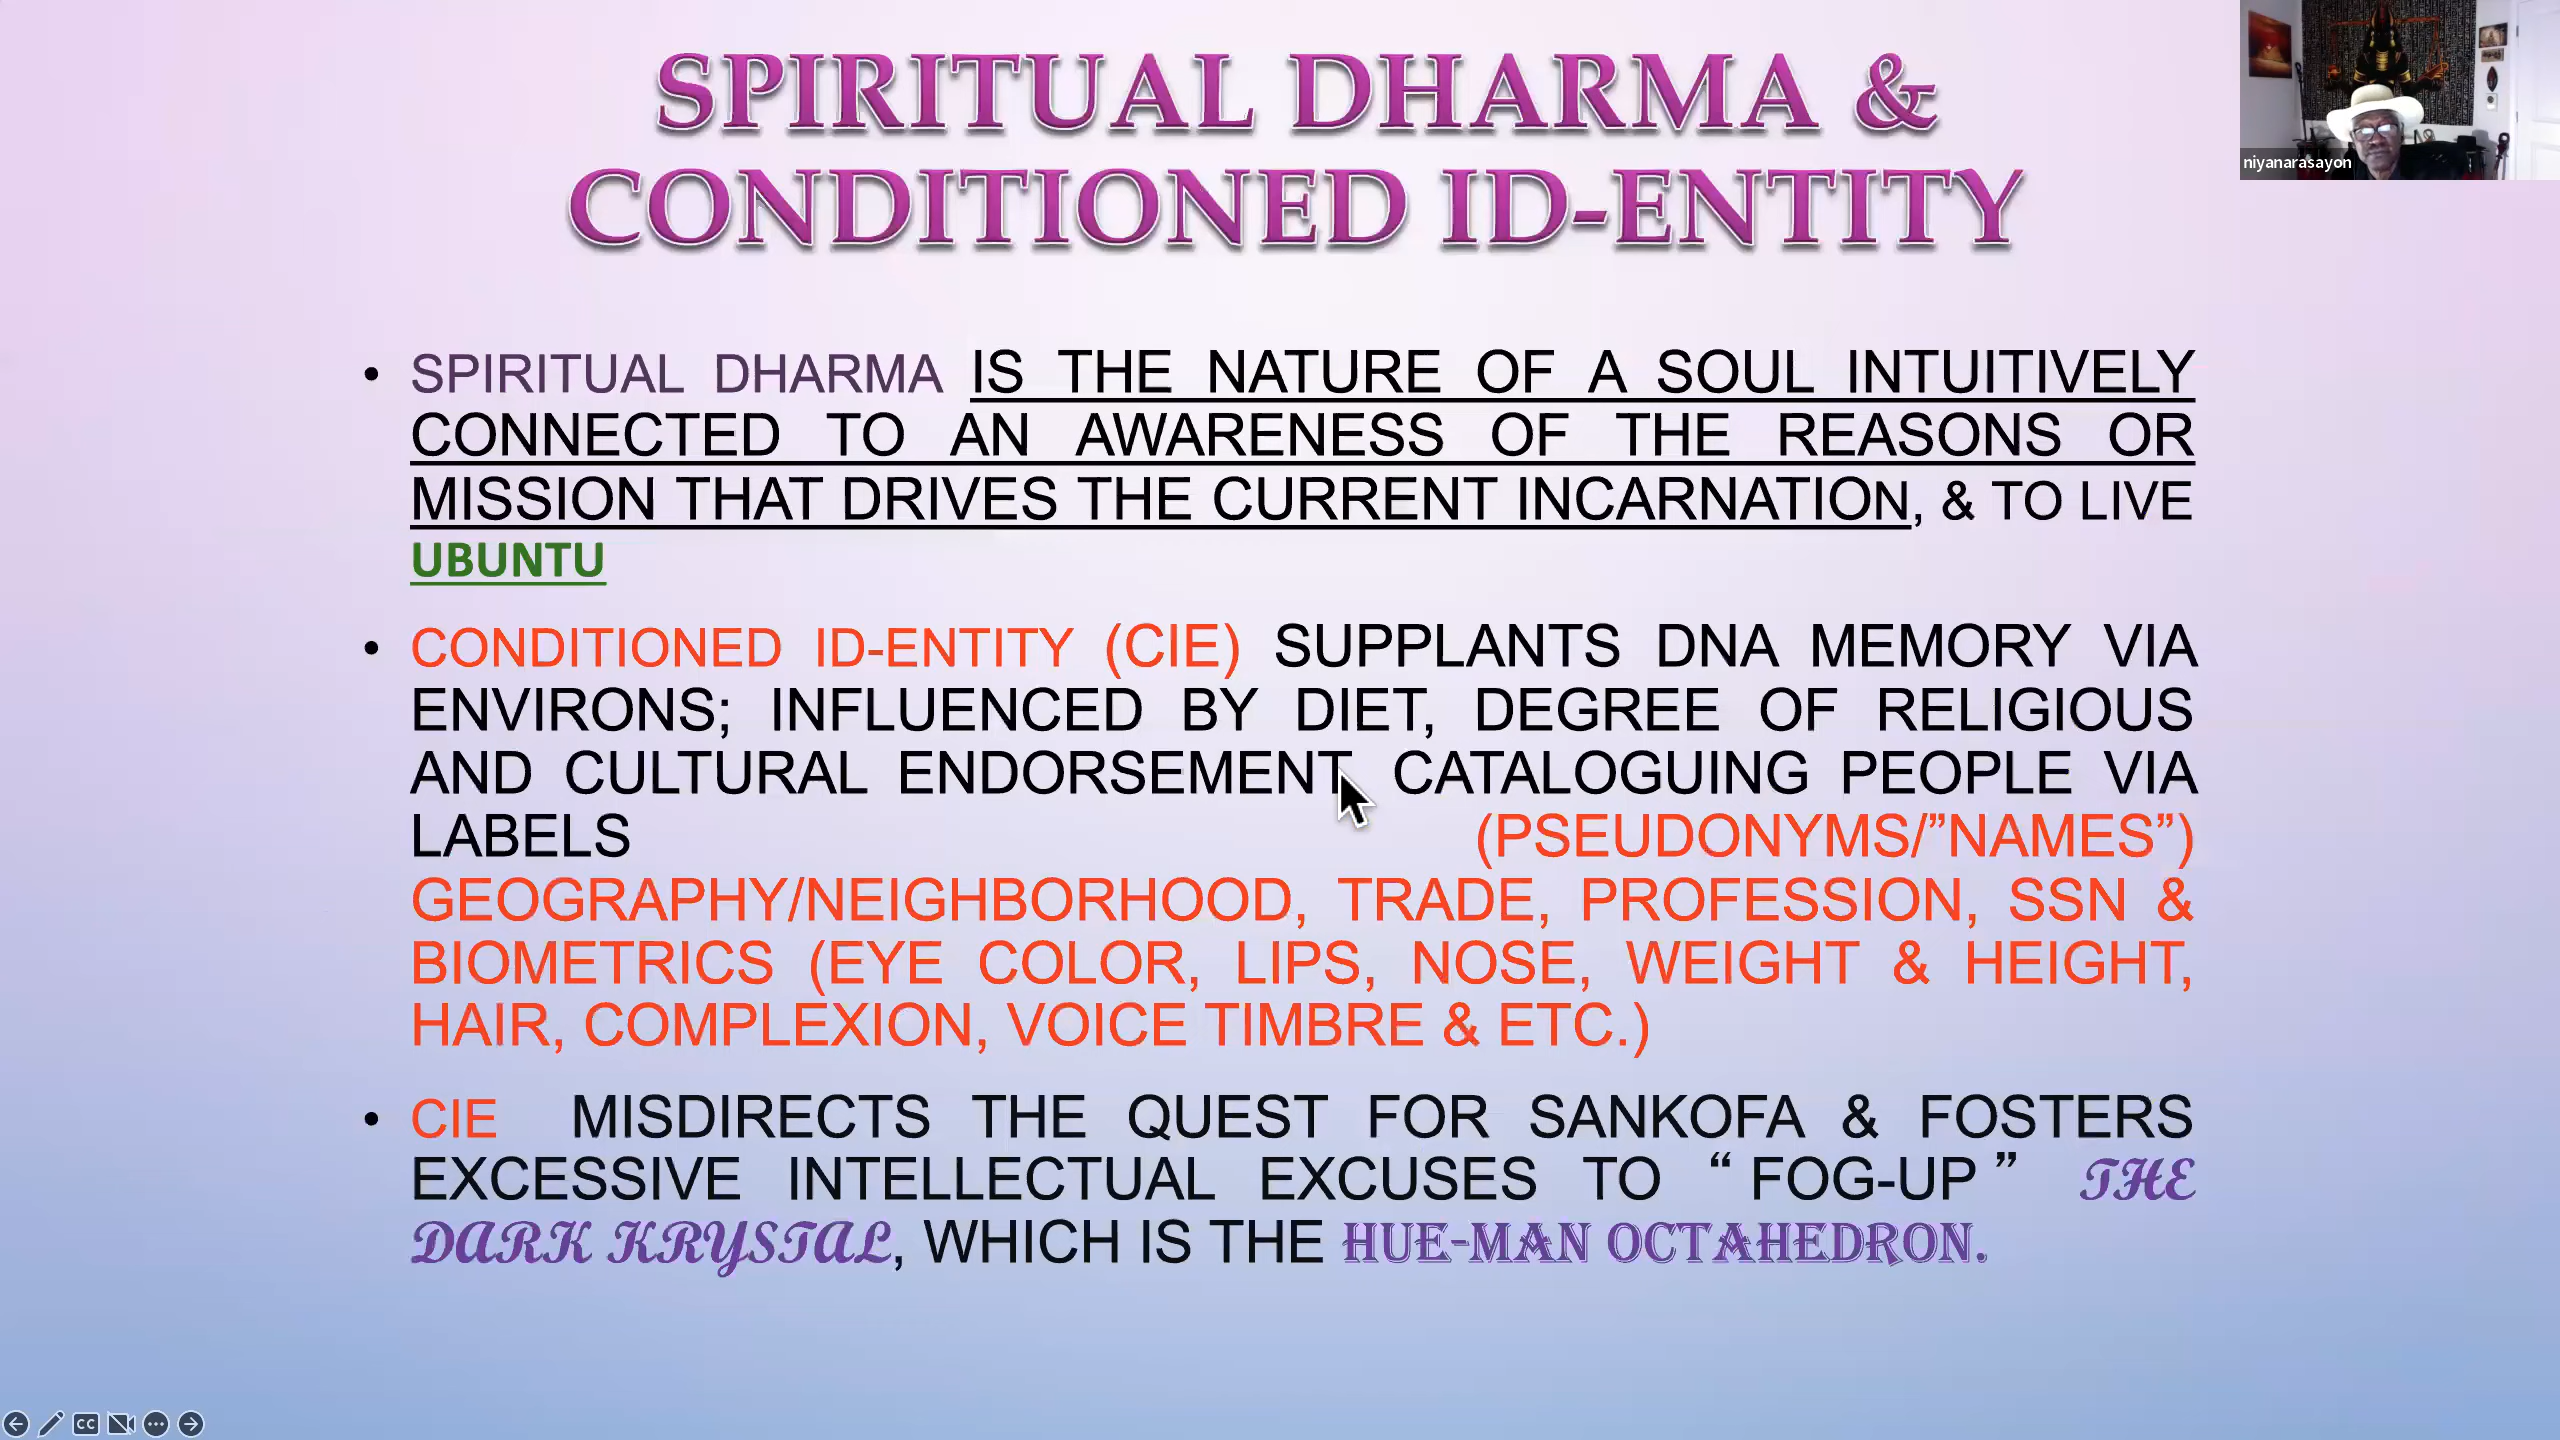 SPIRITUAL DHARMA &
CONDITIONED ID-ENTITY
niyanarasayon
• SPIRITUAL DHARMA IS THE NATURE OF A SOUL INTUITIVELY
CONNECTED TO AN AWARENESS OF THE REASONS OR
MISSION THAT DRIVES THE CURRENT INCARNATION, & TO LIVE
UBUNTU
• CONDITIONED ID-ENTITY (CIE) SUPPLANTS DNA MEMORY VIA
ENVIRONS; INFLUENCED BY DIET, DEGREE OF RELIGIOUS
AND CULTURAL ENDORSEMENT CATALOGUING PEOPLE VIA
LABELS (PSEUDONYMS/”NAMES”)
GEOGRAPHY/NEIGHBORHOOD, TRADE, PROFESSION, SSN &
BIOMETRICS (EYE COLOR, LIPS, NOSE, WEIGHT & HEIGHT,
HAIR, COMPLEXION, VOICE TIMBRE & ETC.)
• CIE MISDIRECTS THE QUEST FOR SANKOFA & FOSTERS
EXCESSIVE INTELLECTUAL EXCUSES TO “ FOG-UP ” THE
DARK KRYSTAL, WHICH IS THE HUE-MAN OCTAHEDRON.
CC